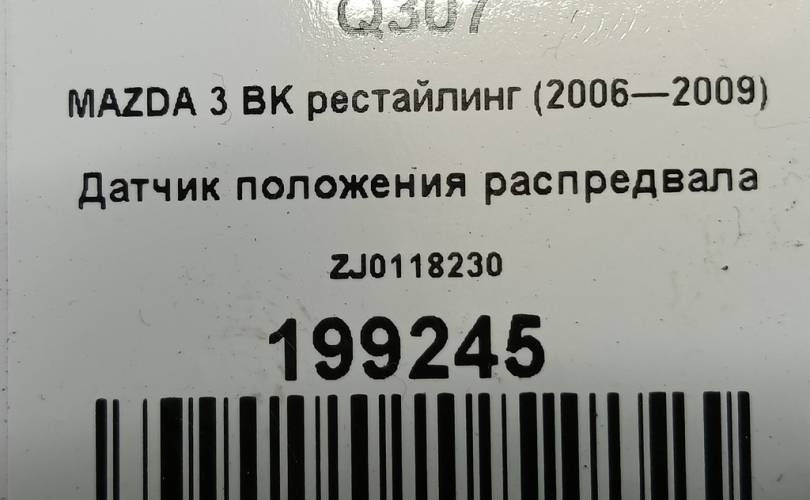 Q307
MAZDA 3 BK рестайлинг (2006—2009)
Датчик положения распредвала
ZJ0118230
199245